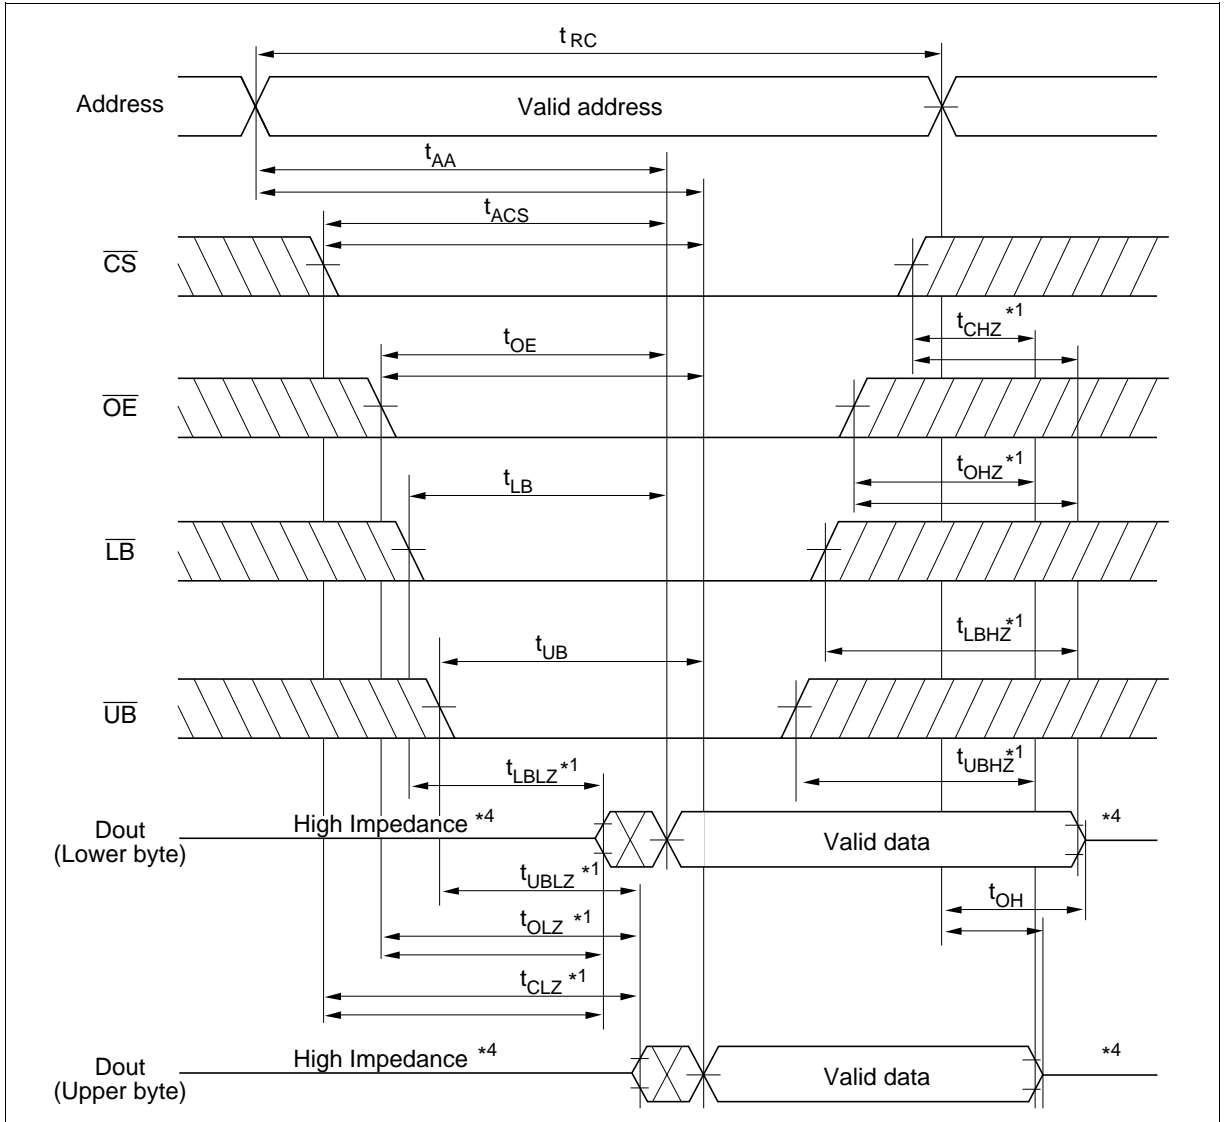 tRC
Address
Valid address
tAA
tACS
CS
tCHZ *1
tOE
OE
tOHZ *1
tLB
LB
tLBHZ *1
tUB
UB
tUBHZ *1
tLBLZ *1
High Impedance *4
*4
Dout
(Lower byte)
Valid data
tUBLZ *1
tOH
tOLZ *1
tCLZ *1
High Impedance *4
*4
Dout
(Upper byte)
Valid data